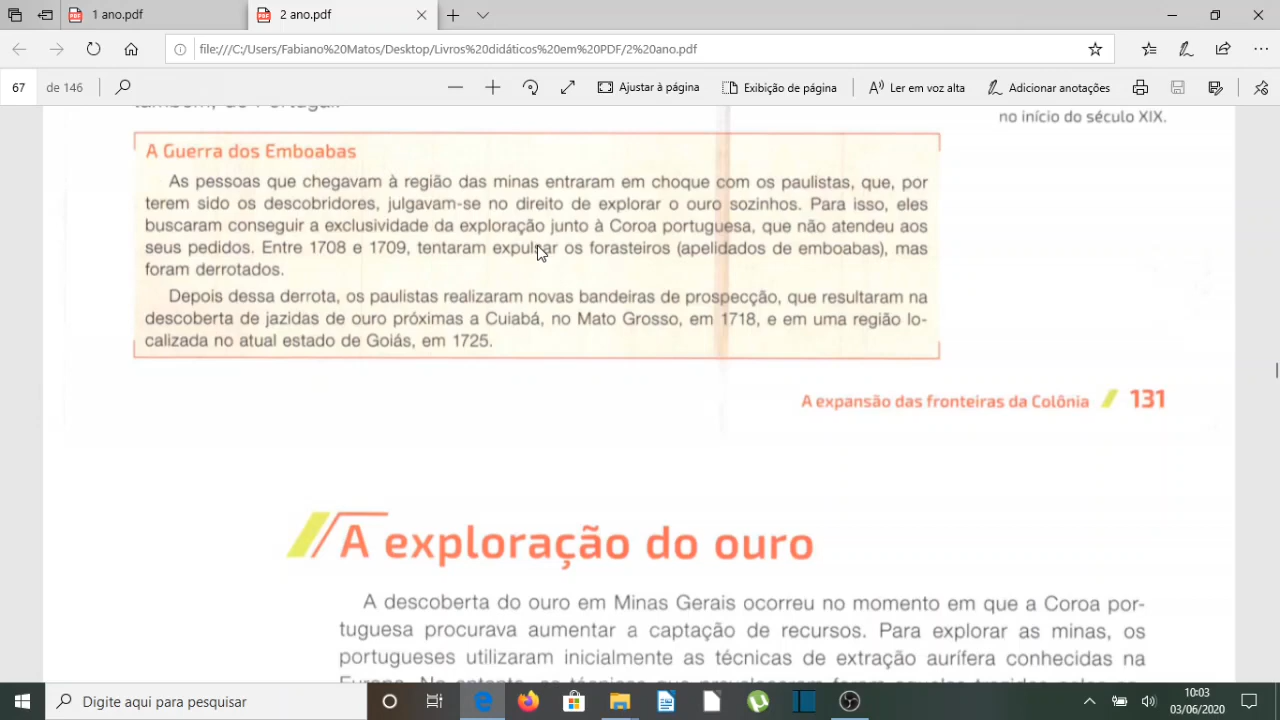 1 ano.pdf
2 ano.pdf
file:///C:/Users/Fabiano%20Matos/Desktop/Livros%20didáticos%20em%20PDF/2%20ano.pdf
67 de 146
Ajustar à página
Exibição de página
Ler em voz alta
Adicionar anotações
também, de Portugal.
no início do século XIX.
A Guerra dos Emboabas
As pessoas que chegavam à região das minas entraram em choque com os paulistas, que, por
terem sido os descobridores, julgavam-se no direito de explorar o ouro sozinhos. Para isso, eles
buscaram conseguir a exclusividade da exploração junto à Coroa portuguesa, que não atendeu aos
seus pedidos. Entre 1708 e 1709, tentaram expulsar os forasteiros (apelidados de emboabas), mas
foram derrotados.
Depois dessa derrota, os paulistas realizaram novas bandeiras de prospecção, que resultaram na
descoberta de jazidas de ouro próximas a Cuiabá, no Mato Grosso, em 1718, e em uma região lo-
calizada no atual estado de Goiás, em 1725.
A expansão das fronteiras da Colônia 131
A exploração do ouro
A descoberta do ouro em Minas Gerais ocorreu no momento em que a Coroa por-
tuguesa procurava aumentar a captação de recursos. Para explorar as minas, os
portugueses utilizaram inicialmente as técnicas de extração aurífera conhecidas na
Digite aqui para pesquisar
10:03
03/06/2020